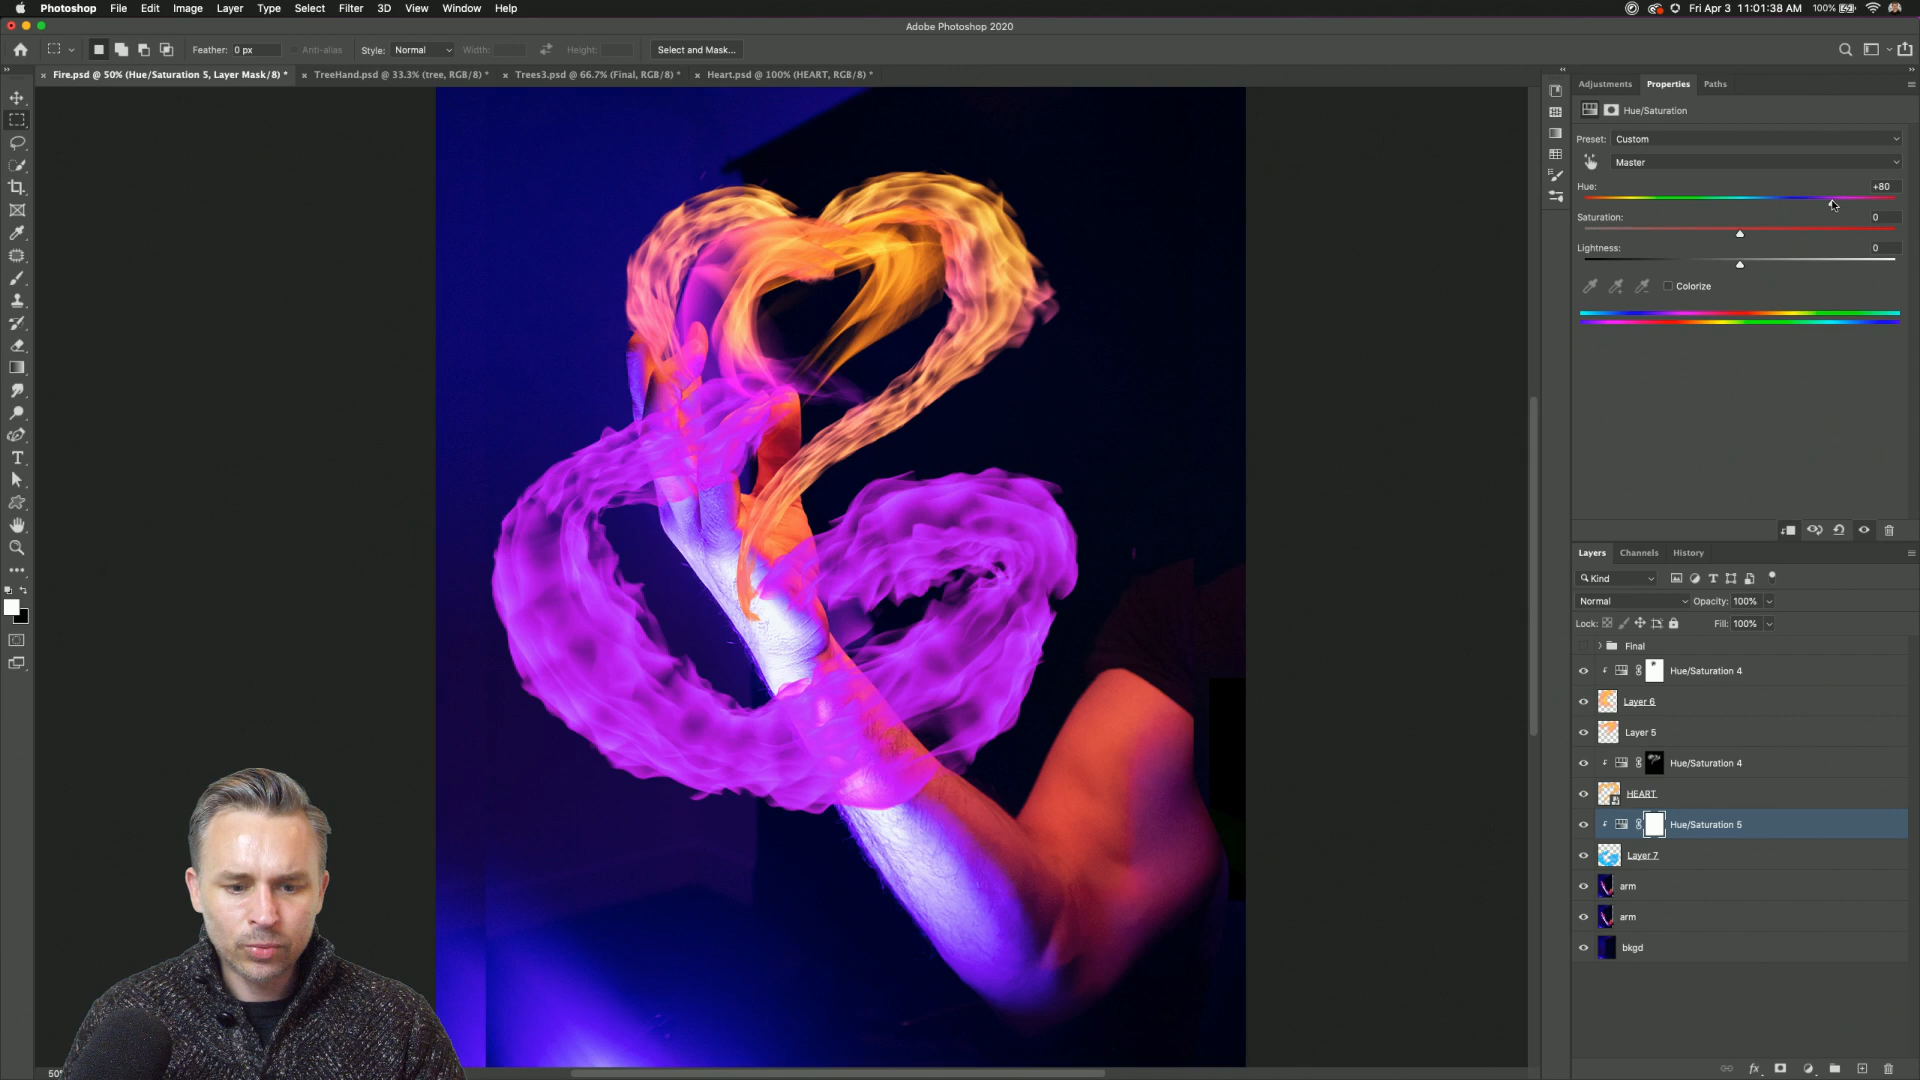 Photoshop File Edit Image Layer Type Select Filter 3D View Window Help
100% Fri Apr 3 11:01:38 AM
Adobe Photoshop 2020
Feather: 0 px Anti-alias Style: Normal Width: Height: Select and Mask...
Fire.psd @ 50% (Hue/Saturation 5, Layer Mask/8) * TreeHand.psd @ 33.3% (tree, RGB/8) * Trees3.psd @ 66.7% (Final, RGB/8) * Heart.psd @ 100% (HEART, RGB/8) *
Adjustments Properties Paths
Hue/Saturation
Preset: Custom
Master
Hue: +80
Saturation: 0
Lightness: 0
Colorize
Layers Channels History
Kind
Normal Opacity: 100%
Lock: Fill: 100%
Final
Hue/Saturation 4
Layer 6
Layer 5
Hue/Saturation 4
HEART
Hue/Saturation 5
Layer 7
arm
arm
bkgd
fx